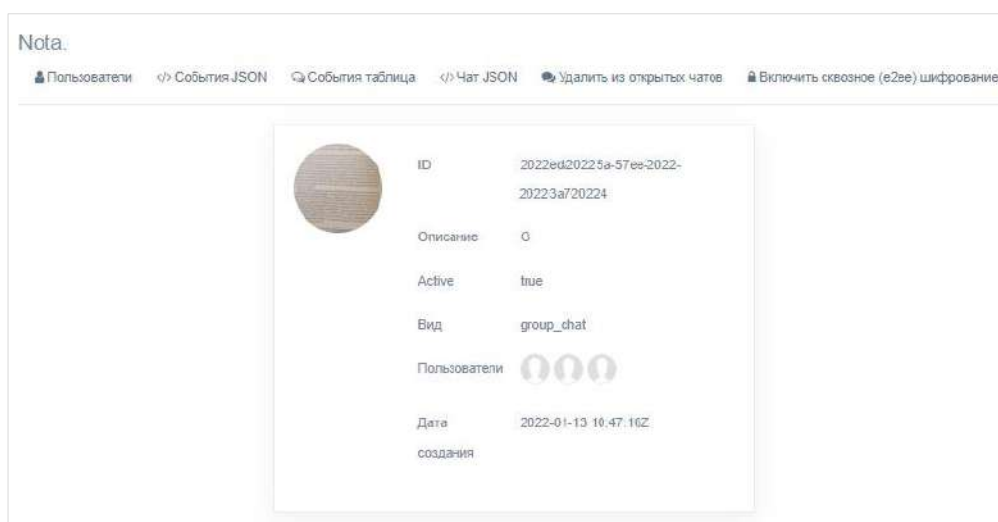 Nota.
Пользователи </> События JSON События таблица </> Чат JSON Удалить из открытых чатов Включить сквозное (e2ee) шифрование
ID 2022ed20225a-57ee-2022-
20223a720224
Описание G
Active true
Вид group_chat
Пользователи
Дата 2022-01-13 10:47:16Z
создания